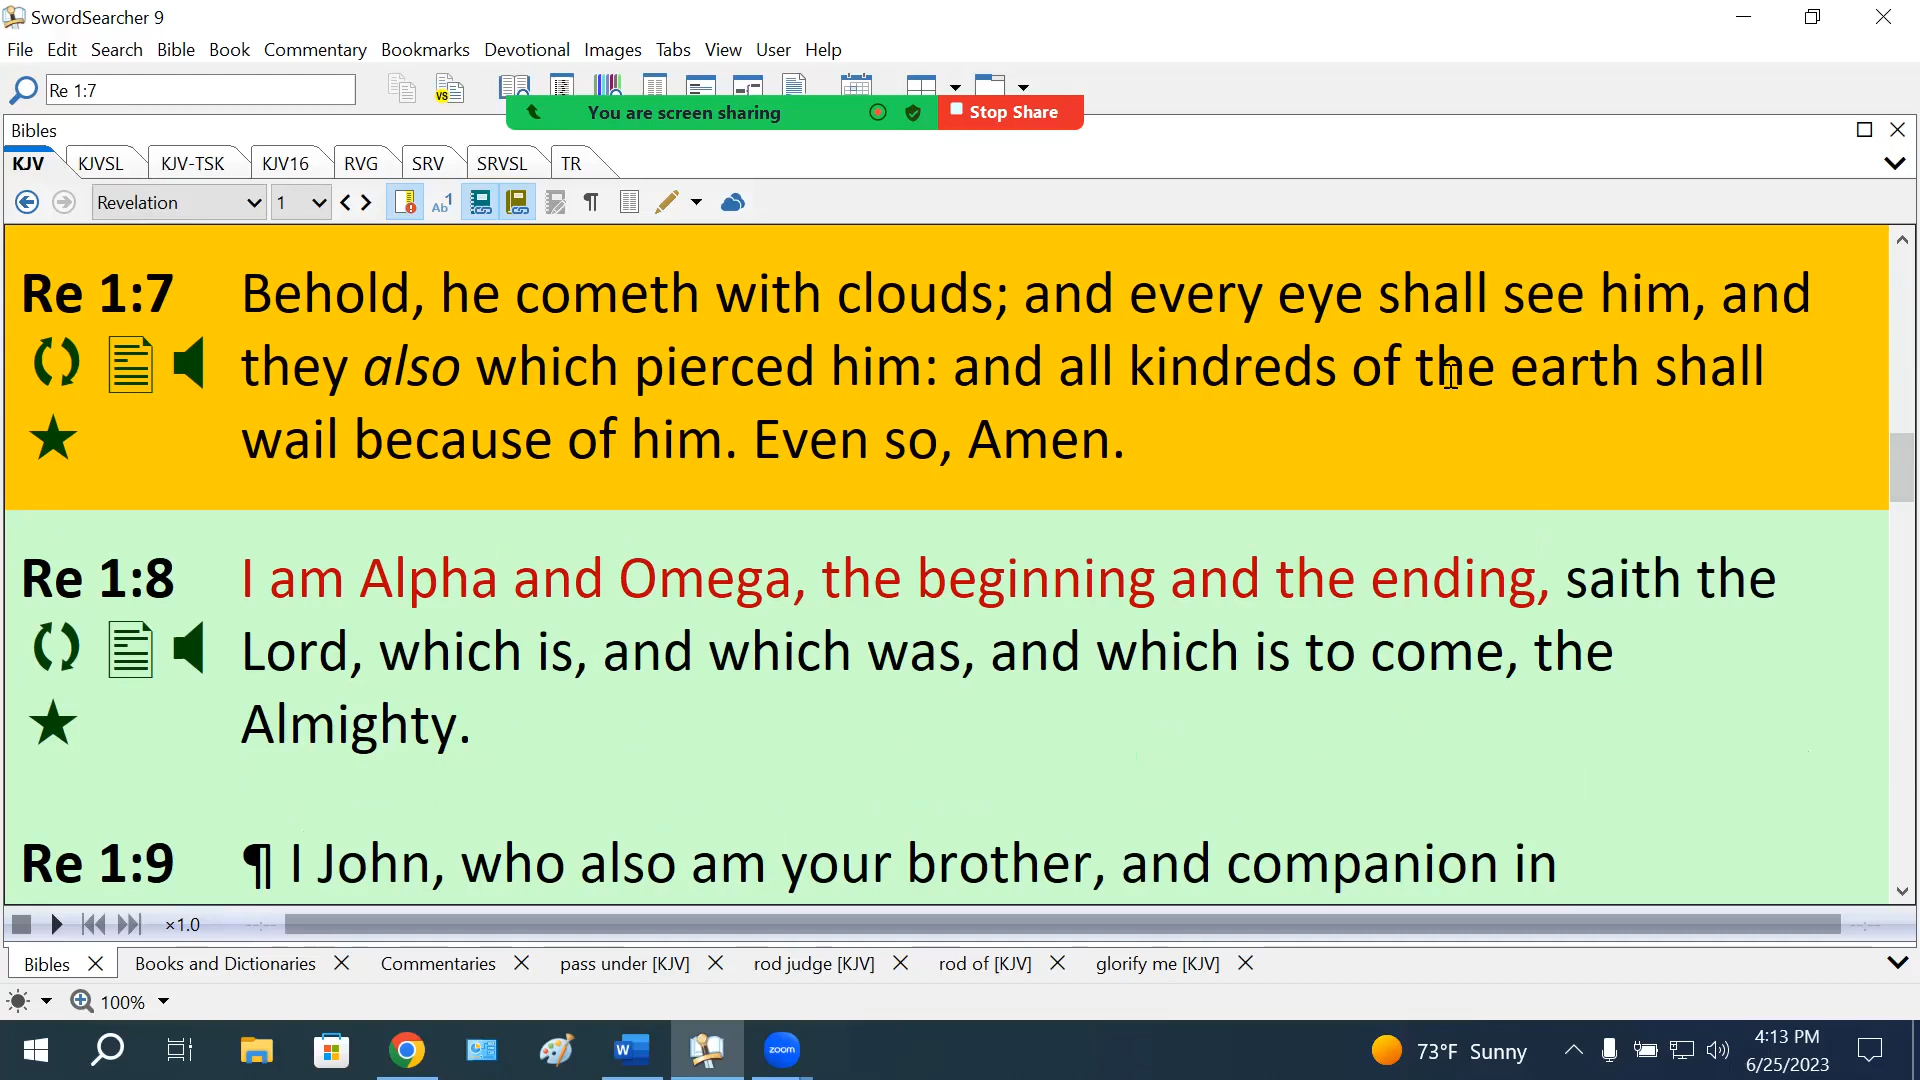 SwordSearcher 9
File Edit Search Bible Book Commentary Bookmarks Devotional Images Tabs View User Help
Re 1:7
VS
You are screen sharing Stop Share
Bibles
KJV KJVSL KJV-TSK KJV16 RVG SRV SRVSL TR
Revelation 1 Ab1 ¶
Re 1:7 Behold, he cometh with clouds; and every eye shall see him, and
they also which pierced him: and all kindreds of the earth shall
wail because of him. Even so, Amen.
Re 1:8 I am Alpha and Omega, the beginning and the ending, saith the
Lord, which is, and which was, and which is to come, the
Almighty.
Re 1:9 ¶ I John, who also am your brother, and companion in
×1.0 --:-- --:--
Bibles Books and Dictionaries Commentaries pass under [KJV] rod judge [KJV] rod of [KJV] glorify me [KJV]
100%
W zoom 73°F Sunny 4:13 PM
6/25/2023